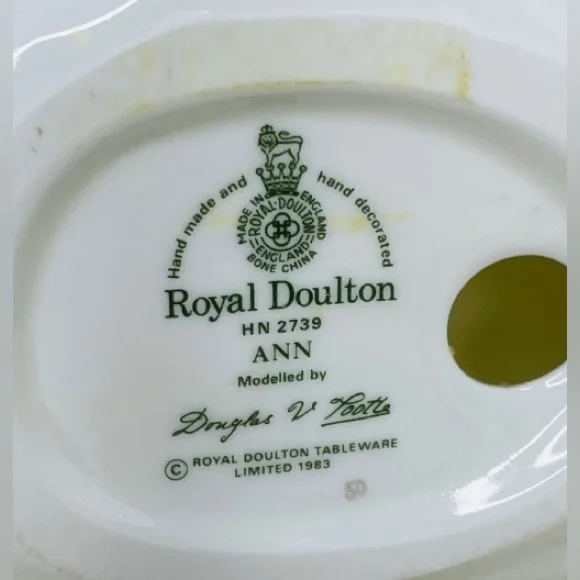 Hand made and hand decorated
MADE IN ENGLAND
ROYAL·DOULTON
ENGLAND
BONE CHINA
Royal Doulton
HN 2739
ANN
Modelled by
Douglas V Tootle
© ROYAL DOULTON TABLEWARE
LIMITED 1983
50